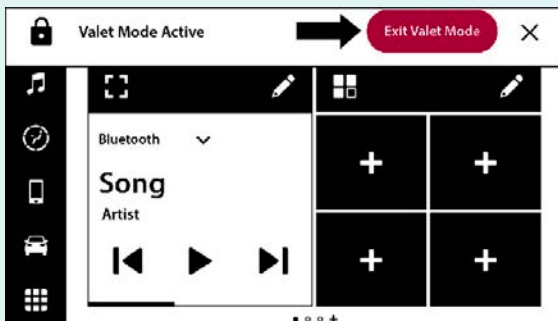 Valet Mode Active
Exit Valet Mode
Bluetooth
Song
Artist